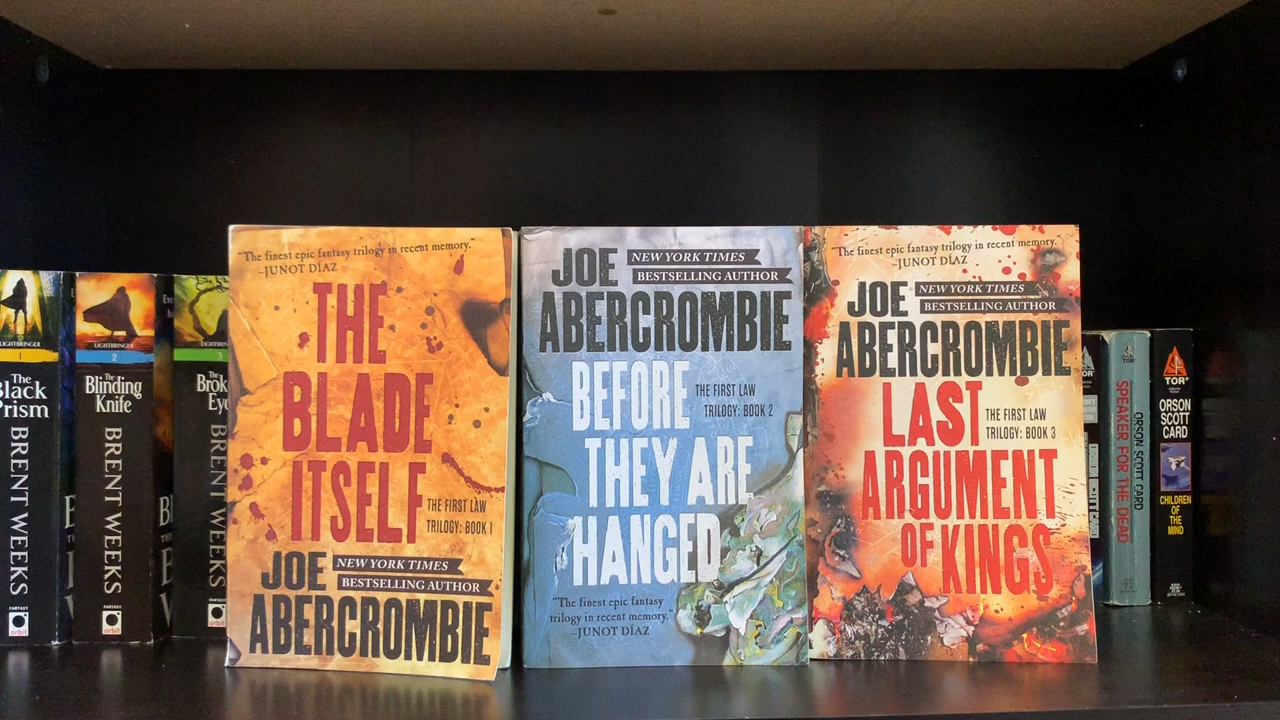 LIGHTBRINGER
1
The
Black
Prism
BRENT WEEKS
orbit
LIGHTBRINGER
2
The
Blinding
Knife
BRENT WEEKS
FANTASY
orbit
3
The
BRENT WEEKS
"The finest epic fantasy trilogy in recent memory."
—JUNOT DÍAZ
THE
BLADE
ITSELF
THE FIRST LAW
TRILOGY: BOOK 1
JOE
NEW YORK TIMES
BESTSELLING AUTHOR
ABERCROMBIE
JOE
NEW YORK TIMES
BESTSELLING AUTHOR
ABERCROMBIE
BEFORE
THEY ARE
HANGED
THE FIRST LAW
TRILOGY: BOOK 2
"The finest epic fantasy
trilogy in recent memory."
—JUNOT DÍAZ
"The finest epic fantasy trilogy in recent memory."
—JUNOT DÍAZ
JOE
NEW YORK TIMES
BESTSELLING AUTHOR
ABERCROMBIE
LAST
ARGUMENT
OF KINGS
THE FIRST LAW
TRILOGY: BOOK 3
TOR
ORSON SCOTT CARD
SPEAKER FOR THE DEAD
TOR
ORSON
SCOTT
CARD
CHILDREN
OF
THE
MIND